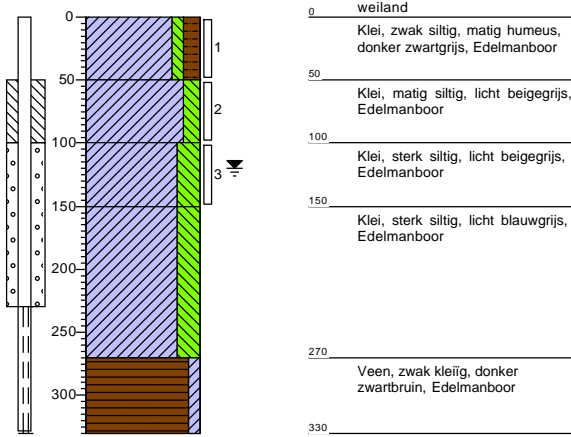 0
50
100
150
200
250
300
1
2
3
0
weiland
Klei, zwak siltig, matig humeus,
donker zwartgrijs, Edelmanboor
50
Klei, matig siltig, licht beigegrijs,
Edelmanboor
100
Klei, sterk siltig, licht beigegrijs,
Edelmanboor
150
Klei, sterk siltig, licht blauwgrijs,
Edelmanboor
270
Veen, zwak kleiïg, donker
zwartbruin, Edelmanboor
330